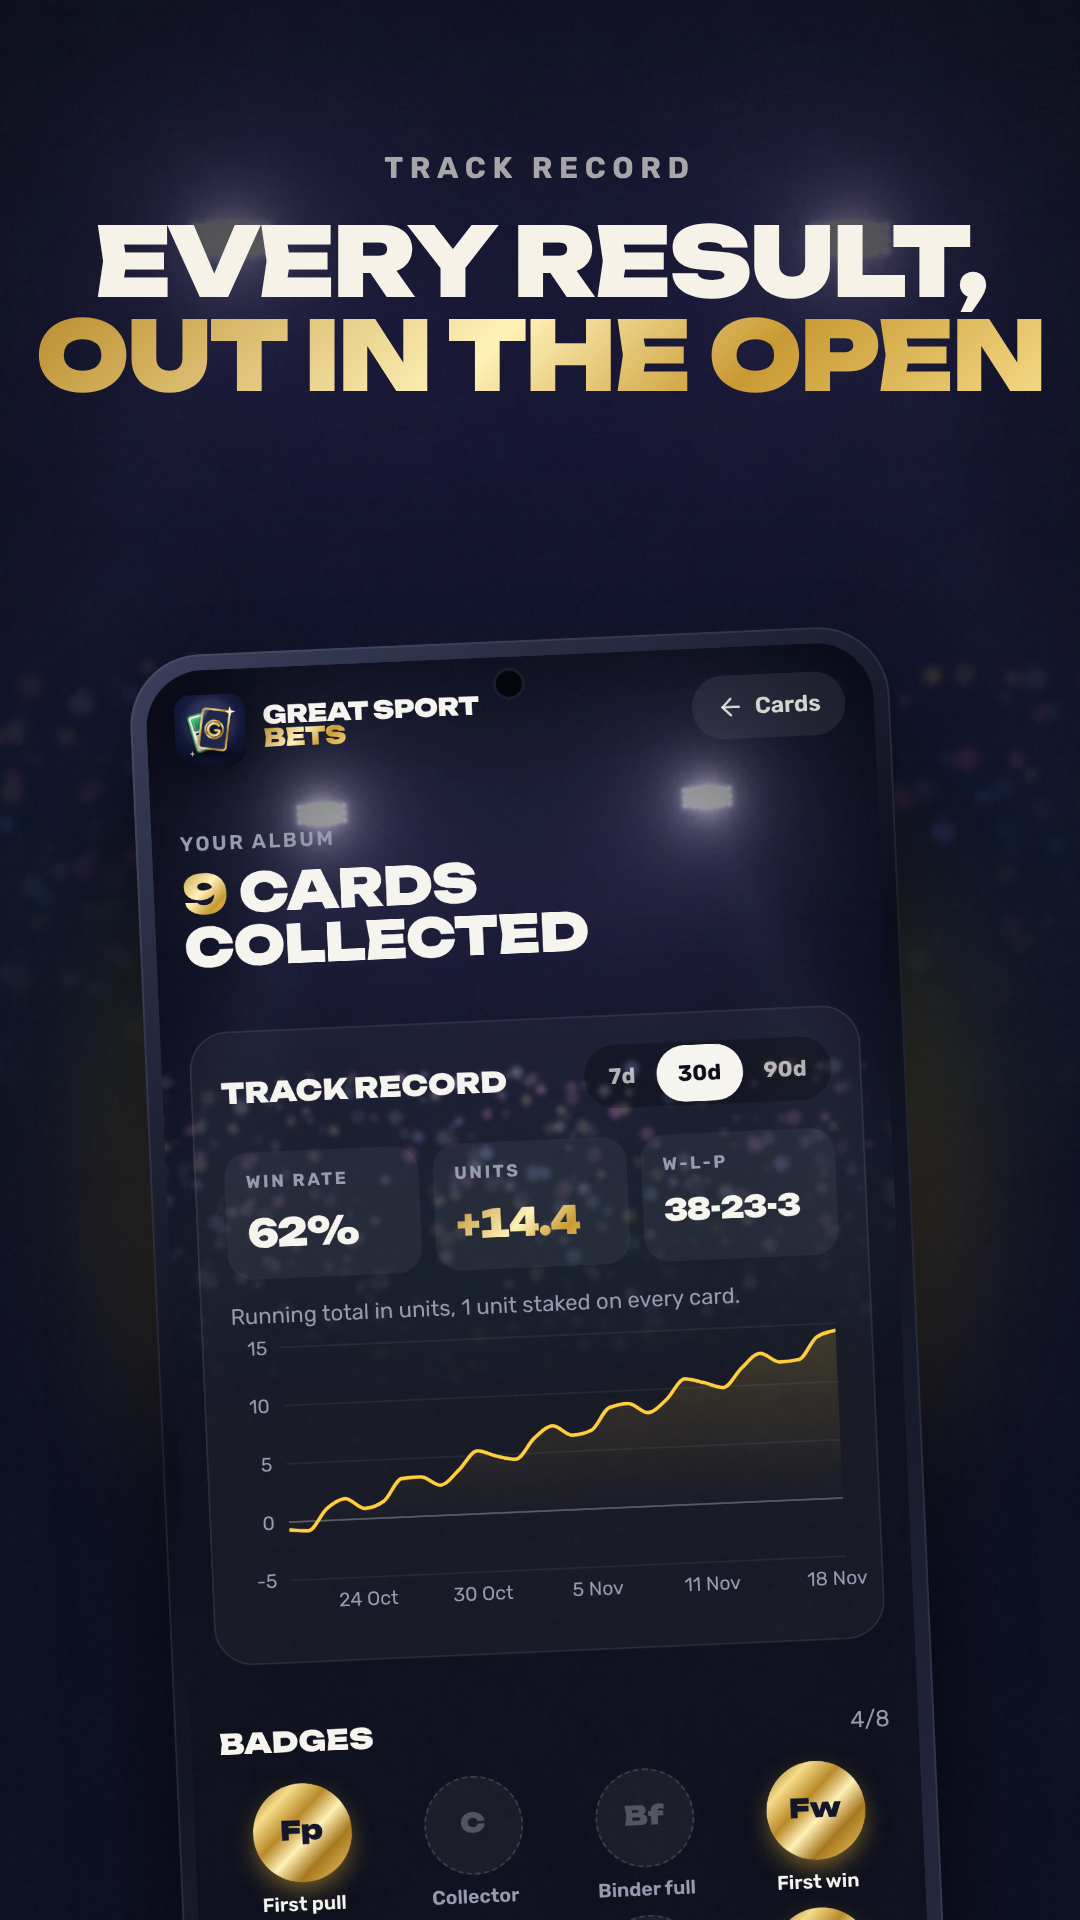 TRACK RECORD
EVERY RESULT,
OUT IN THE OPEN
GREAT SPORT
BETS
G
← Cards
YOUR ALBUM
9 CARDS
COLLECTED
TRACK RECORD
7d 30d 90d
WIN RATE
62%
UNITS
+14.4
W-L-P
38-23-3
Running total in units, 1 unit staked on every card.
15
10
5
0
-5
24 Oct 30 Oct 5 Nov 11 Nov 18 Nov
BADGES
4/8
Fp
First pull
C
Collector
Bf
Binder full
Fw
First win